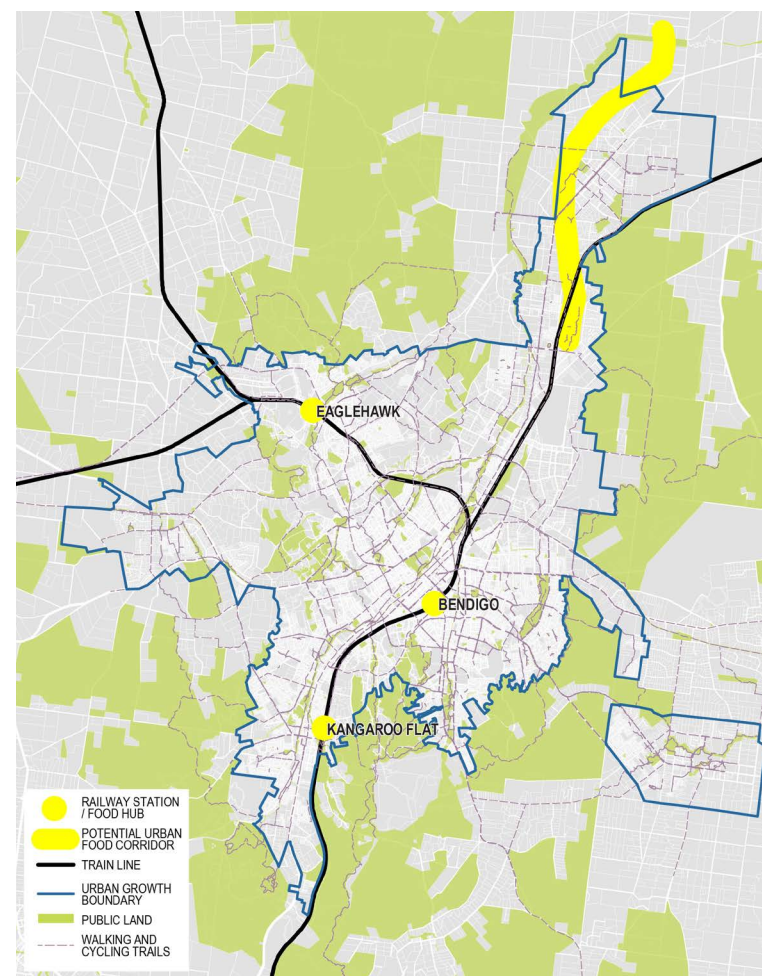 EAGLEHAWK
BENDIGO
KANGAROO FLAT
RAILWAY STATION
/ FOOD HUB
POTENTIAL URBAN
FOOD CORRIDOR
TRAIN LINE
URBAN GROWTH
BOUNDARY
PUBLIC LAND
WALKING AND
CYCLING TRAILS